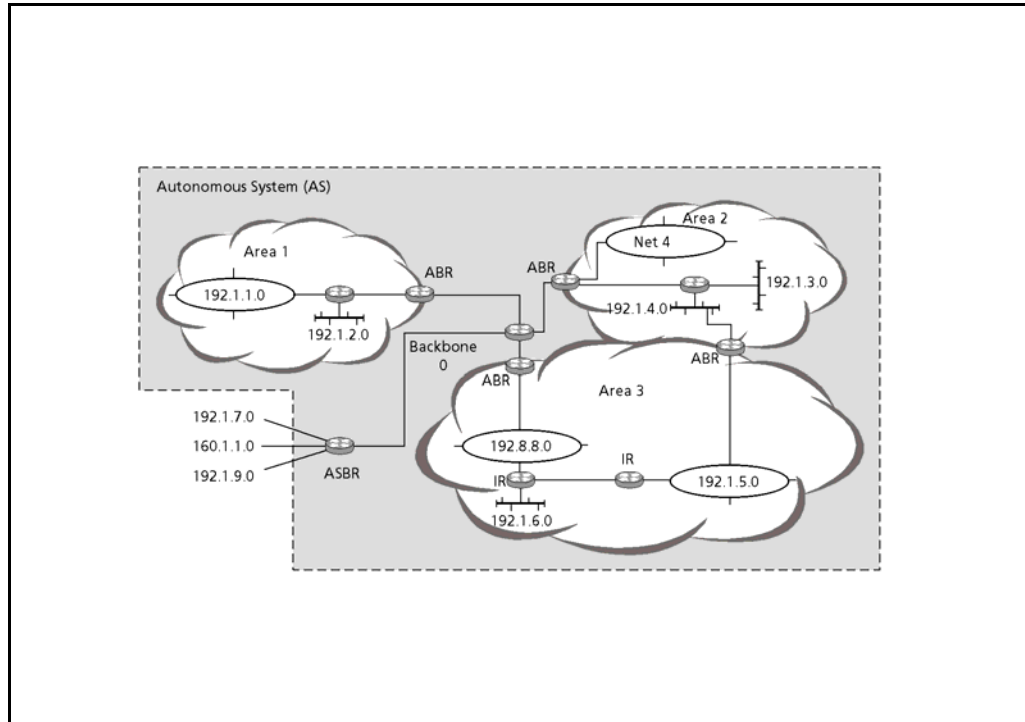 Autonomous System (AS)
Area 1
ABR
192.1.1.0
192.1.2.0
Area 2
Net 4
ABR
192.1.3.0
192.1.4.0
ABR
Backbone
0
ABR
Area 3
192.1.7.0
160.1.1.0
192.1.9.0
ASBR
192.8.8.0
IR
IR
192.1.5.0
192.1.6.0